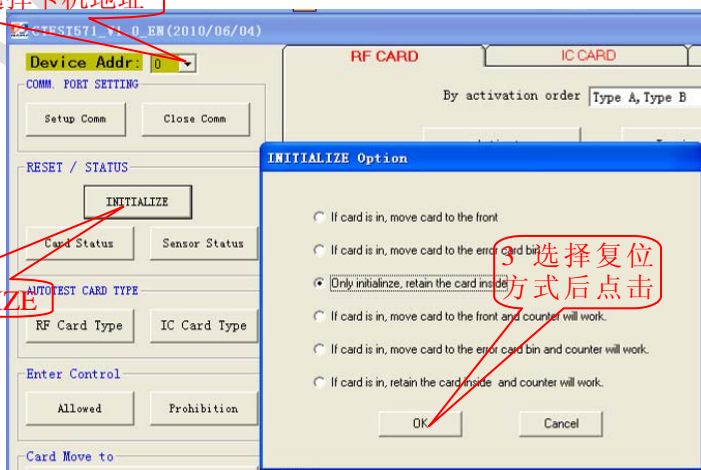 择卡机地址
CTEST571_V1.0_EN(2010/06/04)
Device Addr: 0
COMM. PORT SETTING
Setup Comm Close Comm
RESET / STATUS
INITIALIZE
Card Status Sensor Status
IZE
AUTOTEST CARD TYPE
RF Card Type IC Card Type
Enter Control
Allowed Prohibition
Card Move to
RF CARD IC CARD
By activation order Type A,Type B
INITIALIZE Option
If card is in, move card to the front
If card is in, move card to the error card bin
Only initialinze, retain the card inside
If card is in, move card to the front and counter will work.
If card is in, move card to the error card bin and counter will work.
If card is in, retain the card inside and counter will work.
OK Cancel
3 选择复位
方式后点击